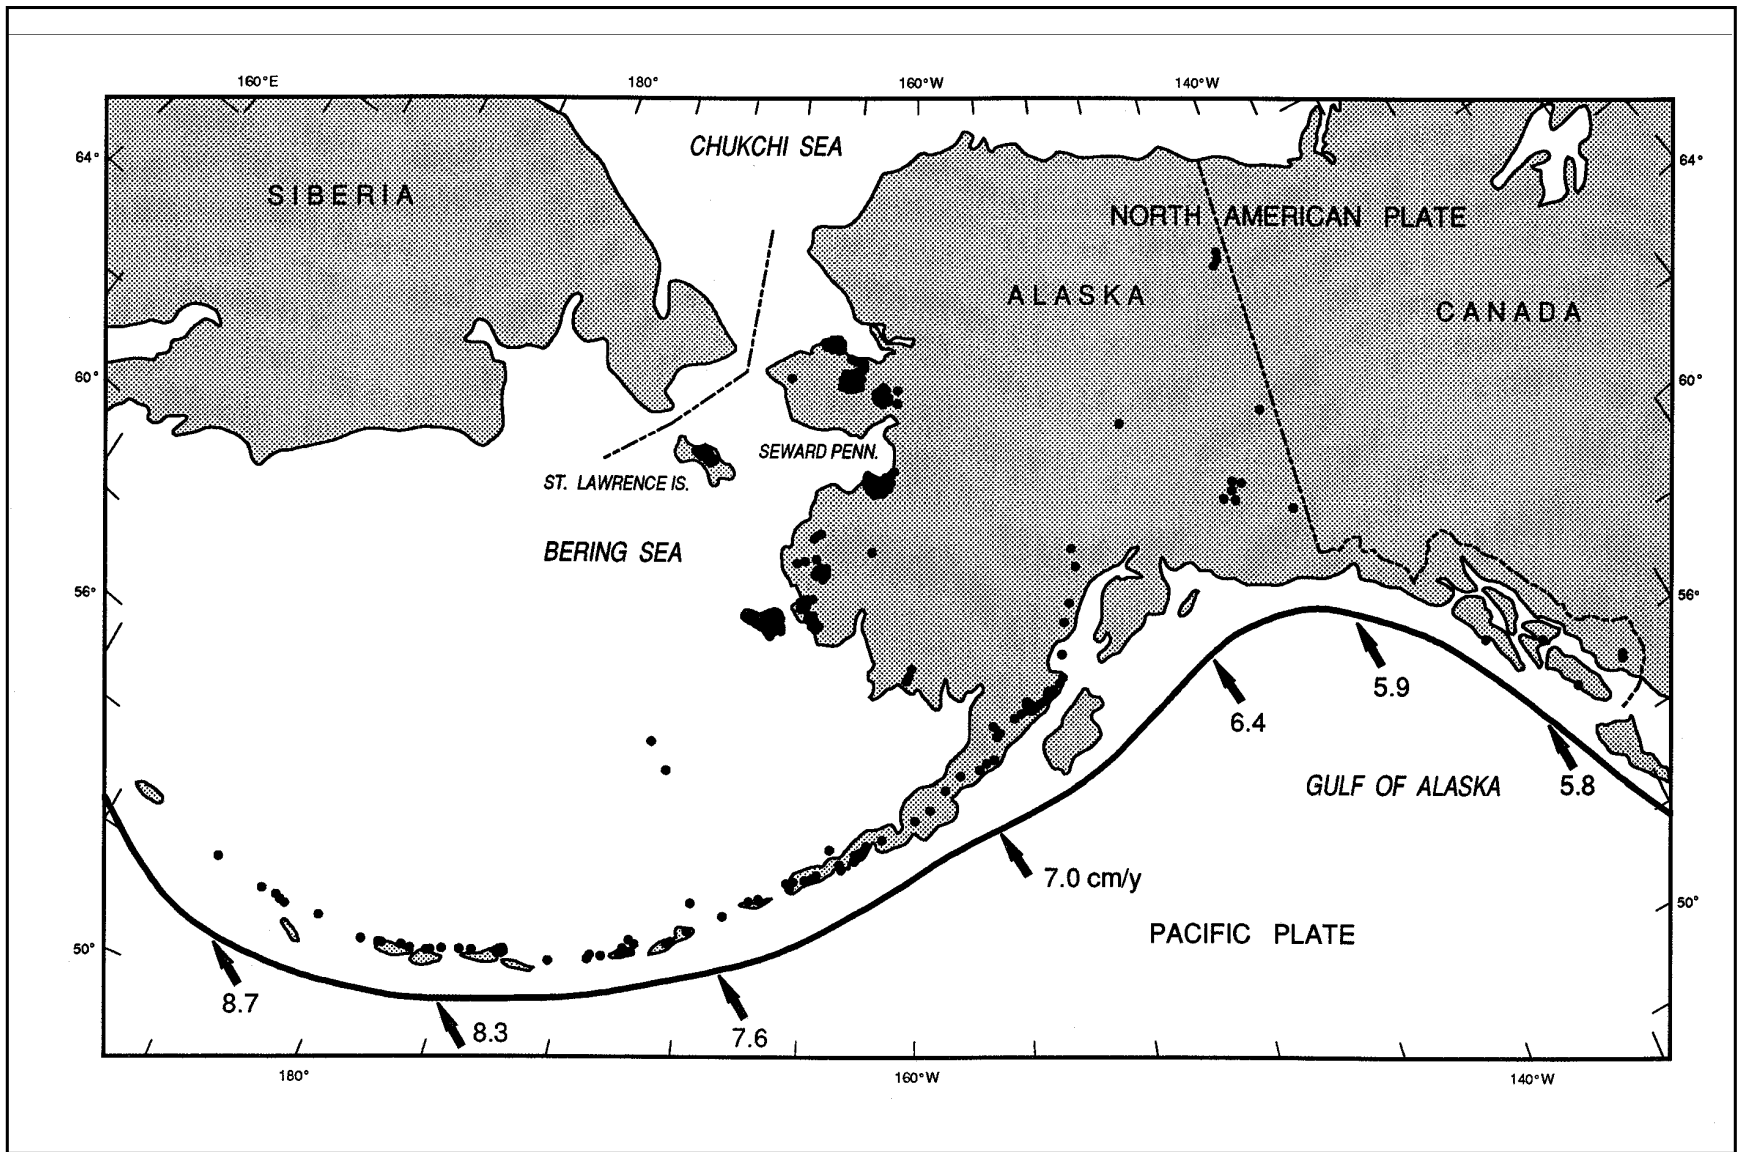 160°E 180° 160°W 140°W
CHUKCHI SEA
64° 64°
SIBERIA
NORTH AMERICAN PLATE
ALASKA
CANADA
60° 60°
SEWARD PENN.
ST. LAWRENCE IS.
BERING SEA
56° 56°
5.9
6.4
GULF OF ALASKA
5.8
7.0 cm/y
50°
PACIFIC PLATE
50°
8.7
8.3
7.6
180° 160°W 140°W